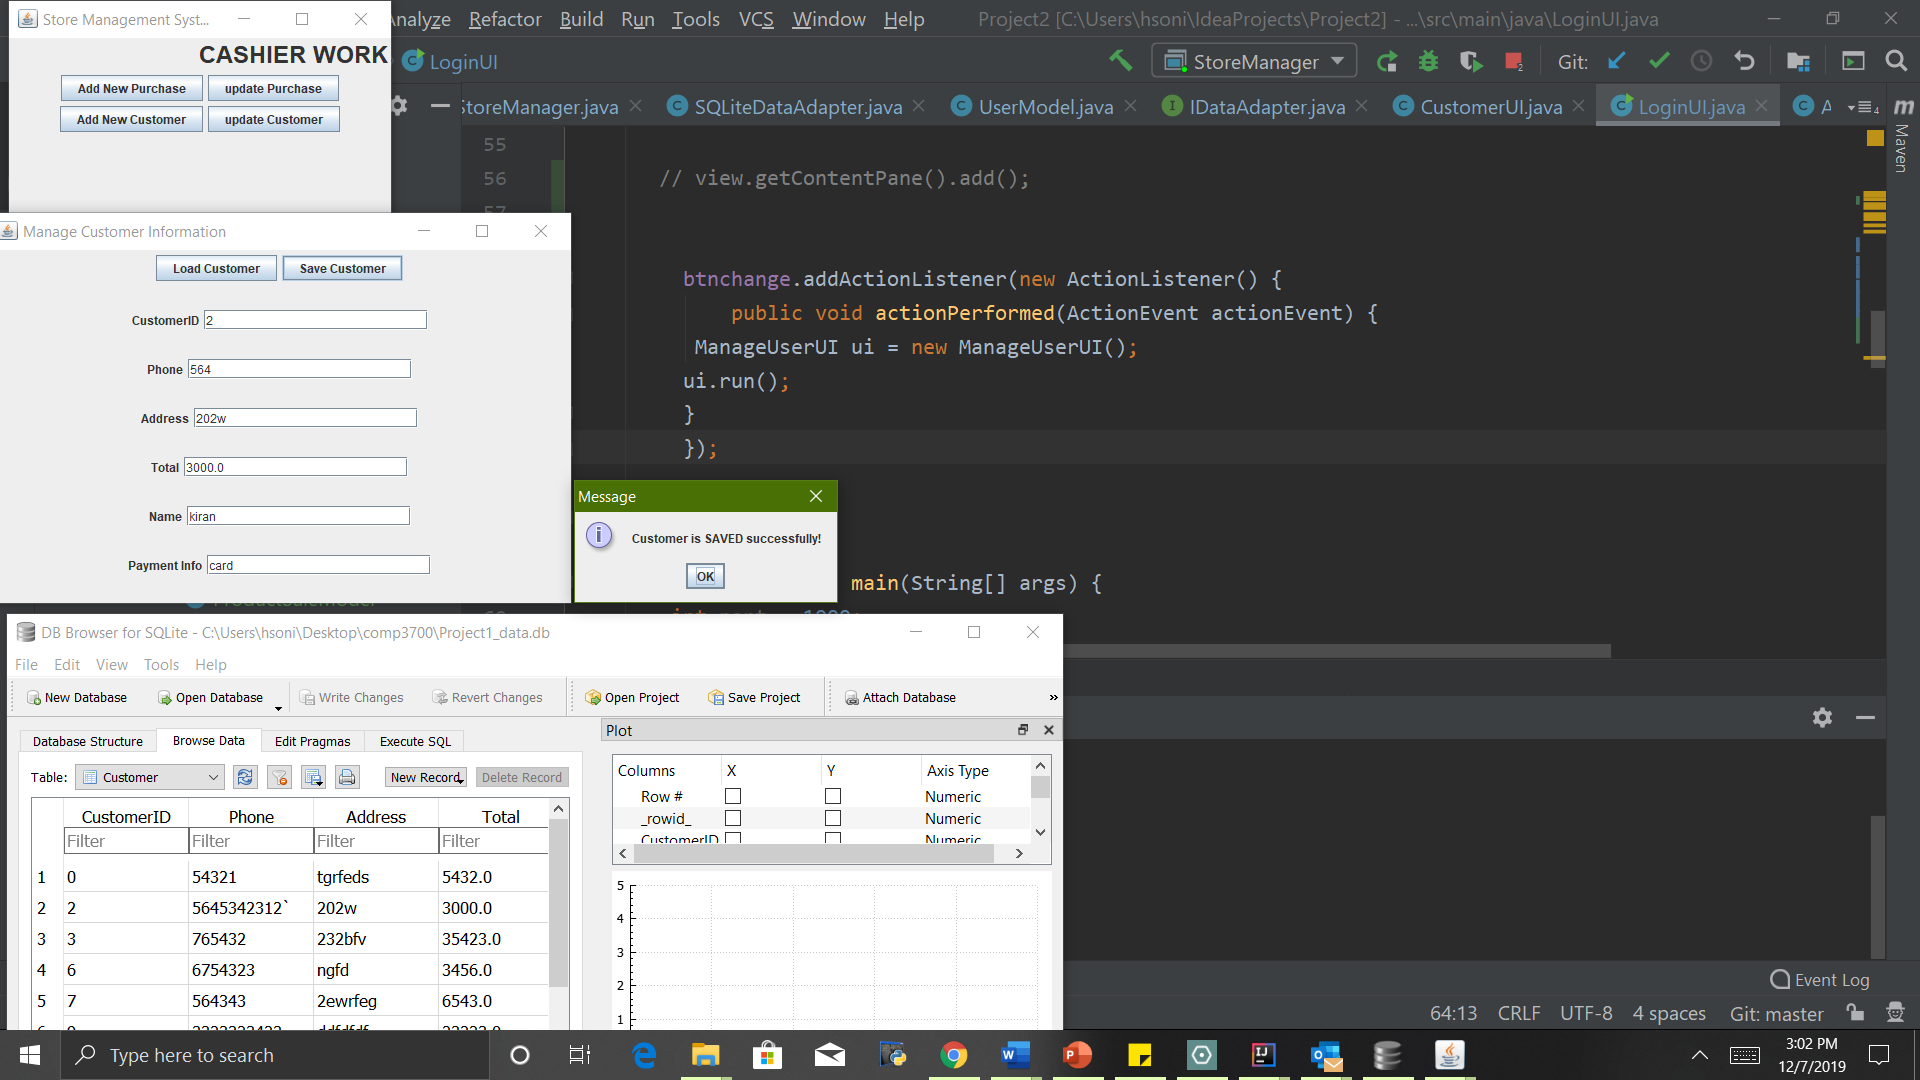 Store Management Syst...
CASHIER WORK
Add New Purchase
update Purchase
Add New Customer
update Customer
Analyze Refactor Build Run Tools VCS Window Help
Project2 [C:\Users\hsoni\IdeaProjects\Project2] - ...\src\main\java\LoginUI.java
LoginUI
StoreManager
Git:
StoreManager.java
SQLiteDataAdapter.java
UserModel.java
IDataAdapter.java
CustomerUI.java
LoginUI.java
Maven
55
56
// view.getContentPane().add();
btnchange.addActionListener(new ActionListener() {
public void actionPerformed(ActionEvent actionEvent) {
ManageUserUI ui = new ManageUserUI();
ui.run();
}
});
main(String[] args) {
Manage Customer Information
Load Customer
Save Customer
CustomerID 2
Phone 564
Address 202w
Total 3000.0
Name kiran
Payment Info card
Message
Customer is SAVED successfully!
OK
DB Browser for SQLite - C:\Users\hsoni\Desktop\comp3700\Project1_data.db
File Edit View Tools Help
New Database Open Database Write Changes Revert Changes Open Project Save Project Attach Database »
Database Structure Browse Data Edit Pragmas Execute SQL
Table: Customer New Record Delete Record
CustomerID Phone Address Total
Filter Filter Filter Filter
1 0 54321 tgrfeds 5432.0
2 2 5645342312` 202w 3000.0
3 3 765432 232bfv 35423.0
4 6 6754323 ngfd 3456.0
5 7 564343 2ewrfeg 6543.0
Plot
Columns X Y Axis Type
Row # Numeric
_rowid_ Numeric
CustomerID Numeric
5
4
3
2
1
Event Log
64:13 CRLF UTF-8 4 spaces Git: master
Type here to search
3:02 PM
12/7/2019